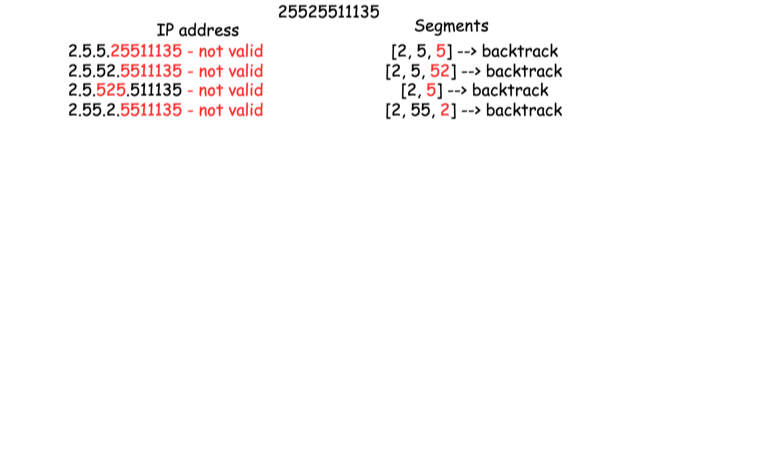 25525511135
IP address Segments
2.5.5.25511135 - not valid [2, 5, 5] --> backtrack
2.5.52.5511135 - not valid [2, 5, 52] --> backtrack
2.5.525.511135 - not valid [2, 5] --> backtrack
2.55.2.5511135 - not valid [2, 55, 2] --> backtrack